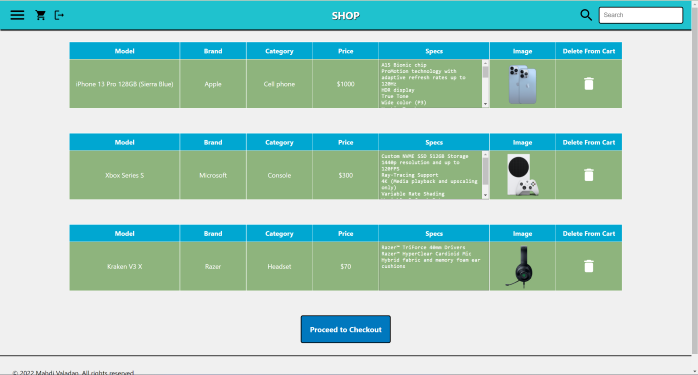 SHOP
Search
Model Brand Category Price Specs Image Delete From Cart
iPhone 13 Pro 128GB (Sierra Blue) Apple Cell phone $1000
A15 Bionic chip
ProMotion technology with
adaptive refresh rates up to
120Hz
HDR display
True Tone
Wide color (P3)
Model Brand Category Price Specs Image Delete From Cart
Xbox Series S Microsoft Console $300
Custom NVME SSD 512GB Storage
1440p resolution and up to
120FPS
Ray-Tracing Support
4K (Media playback and upscaling
only)
Variable Rate Shading
Model Brand Category Price Specs Image Delete From Cart
Kraken V3 X Razer Headset $70
Razer™ TriForce 40mm Drivers
Razer™ HyperClear Cardioid Mic
Hybrid fabric and memory foam ear
cushions
Proceed to Checkout
© 2022 Mahdi Valadan. All rights reserved